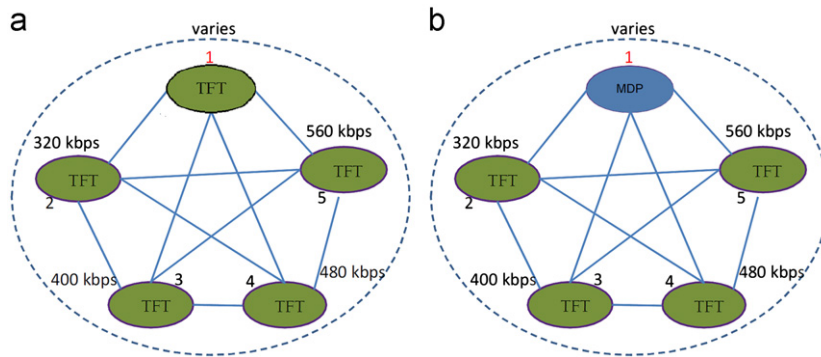 a
varies
1
TFT
320 kbps
560 kbps
TFT
TFT
2
5
400 kbps
3
4
480 kbps
TFT
TFT
b
varies
1
MDP
320 kbps
560 kbps
TFT
TFT
2
5
400 kbps
3
4
480 kbps
TFT
TFT